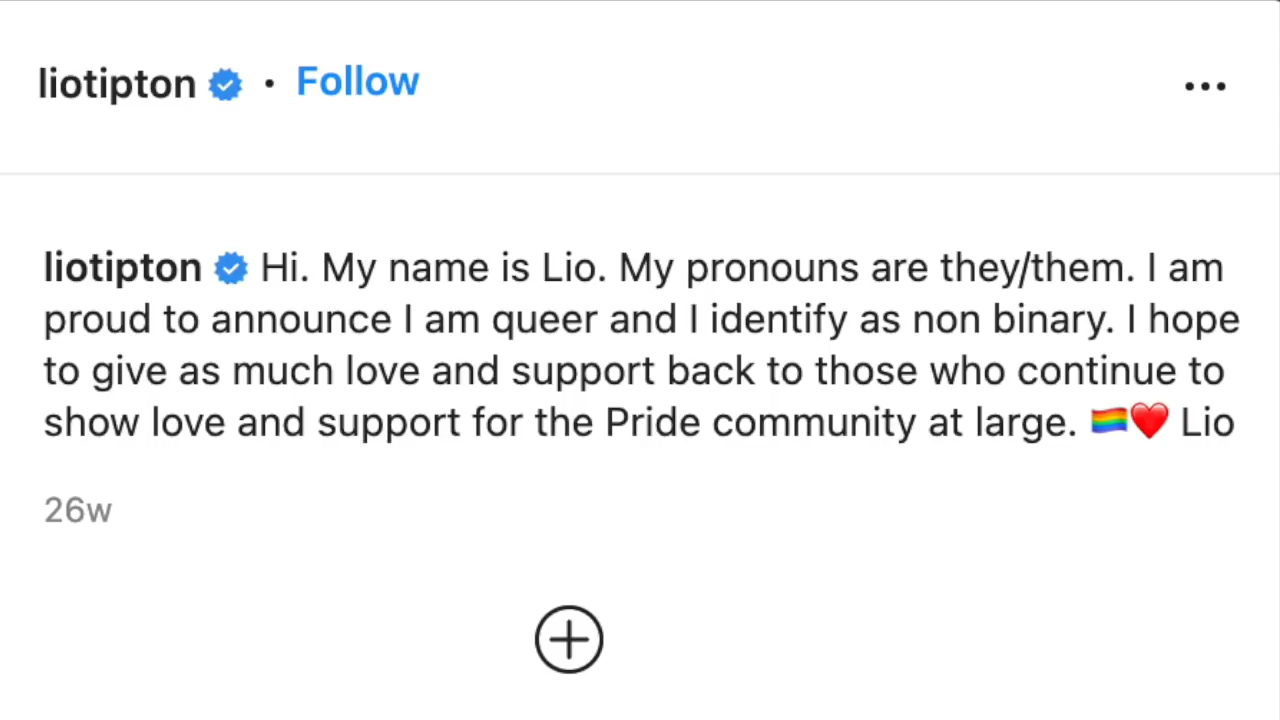 liotipton • Follow
liotipton Hi. My name is Lio. My pronouns are they/them. I am
proud to announce I am queer and I identify as non binary. I hope
to give as much love and support back to those who continue to
show love and support for the Pride community at large. 🏳️‍🌈❤️ Lio
26w